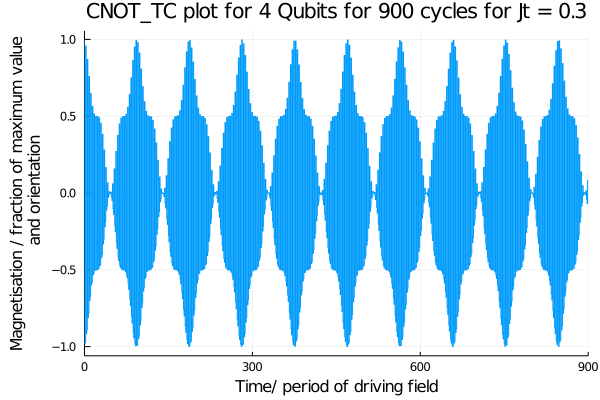 CNOT_TC plot for 4 Qubits for 900 cycles for Jt = 0.3
Magnetisation / fraction of maximum value
and orientation
1.0
0.5
0.0
−0.5
−1.0
0
300
600
900
Time/ period of driving field